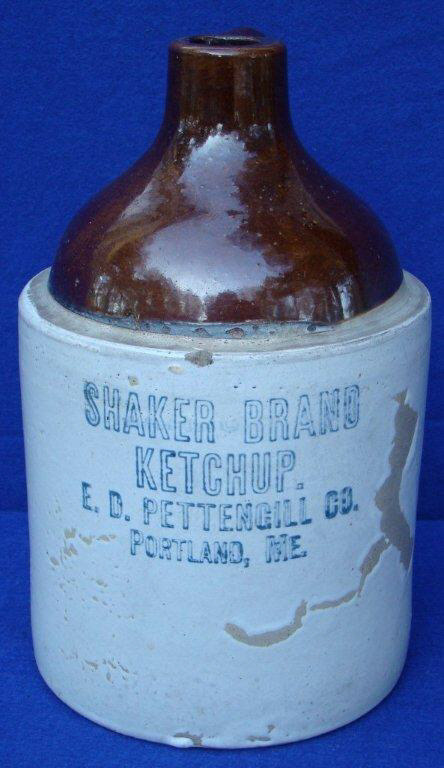 SHAKER BRAND
KETCHUP.
E. D. PETTENGILL CO.
PORTLAND, ME.